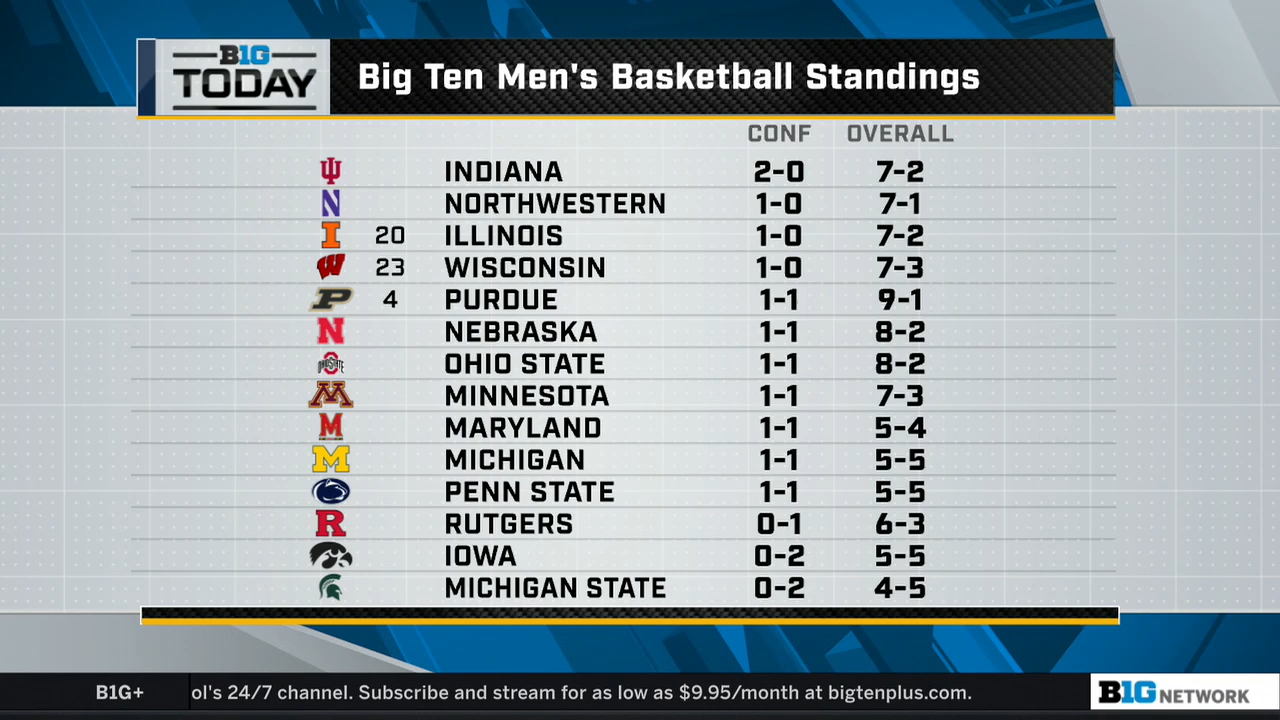 B1G
TODAY
Big Ten Men's Basketball Standings
CONF OVERALL
INDIANA 2-0 7-2
N NORTHWESTERN 1-0 7-1
I 20 ILLINOIS 1-0 7-2
W 23 WISCONSIN 1-0 7-3
P 4 PURDUE 1-1 9-1
N NEBRASKA 1-1 8-2
OHIO STATE OHIO STATE 1-1 8-2
M MINNESOTA 1-1 7-3
M MARYLAND 1-1 5-4
M MICHIGAN 1-1 5-5
PENN STATE 1-1 5-5
R RUTGERS 0-1 6-3
IOWA 0-2 5-5
MICHIGAN STATE 0-2 4-5
B1G+ ol's 24/7 channel. Subscribe and stream for as low as $9.95/month at bigtenplus.com. B1G NETWORK